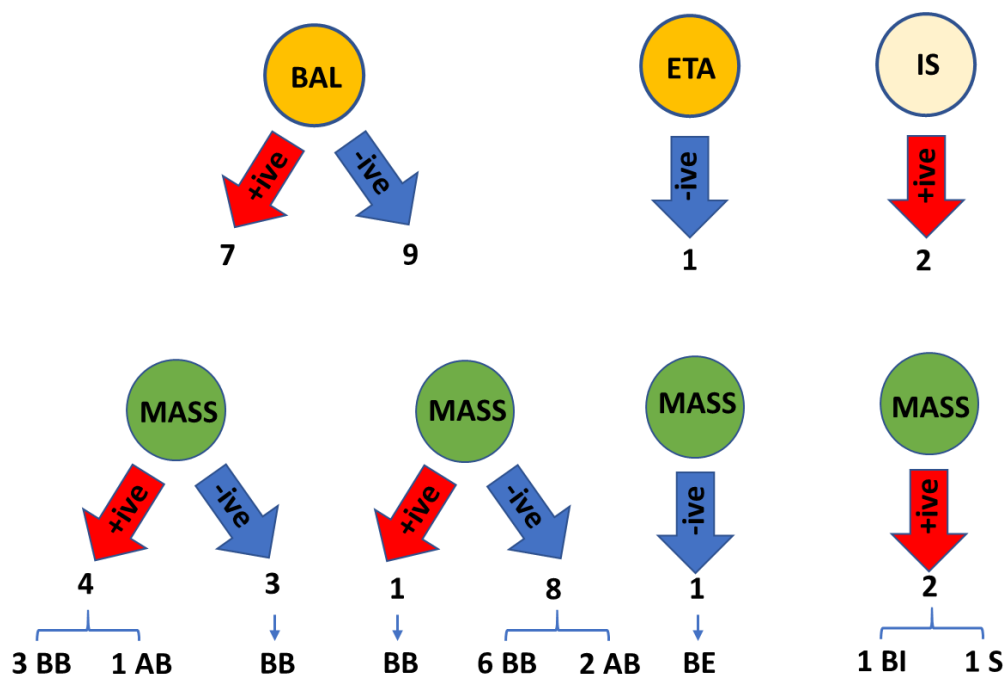 BAL ETA IS
+ive -ive -ive +ive
7 9 1 2
MASS MASS MASS MASS
+ive -ive +ive -ive -ive +ive
4 3 1 8 1 2
3 BB 1 AB BB BB 6 BB 2 AB BE 1 BI 1 S